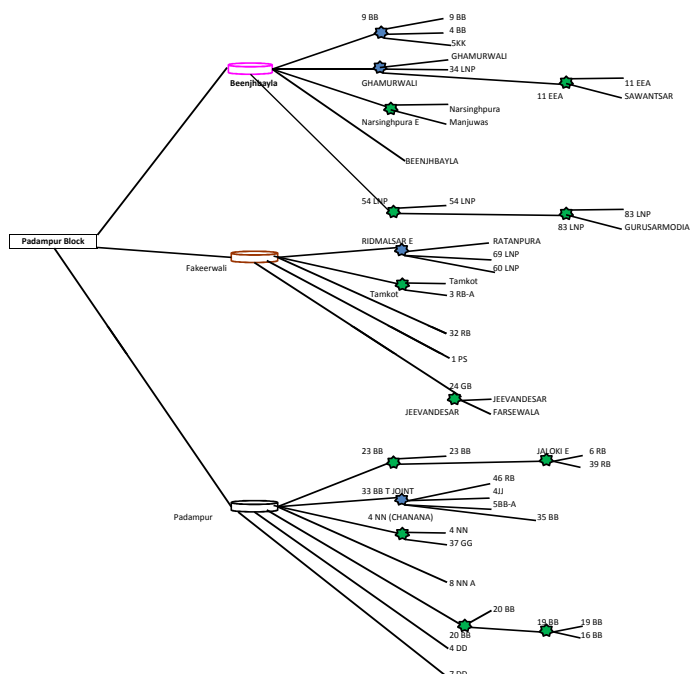 9 BB
9 BB
4 BB
5KK
GHAMURWALI
34 LNP
GHAMURWALI
Beenjhbayla
11 EEA
11 EEA
SAWANTSAR
Narsinghpura
Narsinghpura E
Manjuwas
BEENJHBAYLA
54 LNP
54 LNP
83 LNP
83 LNP
GURUSARMODIA
Padampur Block
RIDMALSAR E
RATANPURA
69 LNP
60 LNP
Fakeerwali
Tamkot
Tamkot
3 RB-A
32 RB
1 PS
24 GB
JEEVANDESAR
JEEVANDESAR
FARSEWALA
23 BB
23 BB
JALOKI E
6 RB
39 RB
46 RB
33 BB T JOINT
4JJ
5BB-A
35 BB
Padampur
4 NN (CHANANA)
4 NN
37 GG
8 NN A
20 BB
20 BB
19 BB
19 BB
16 BB
4 DD
7 DD